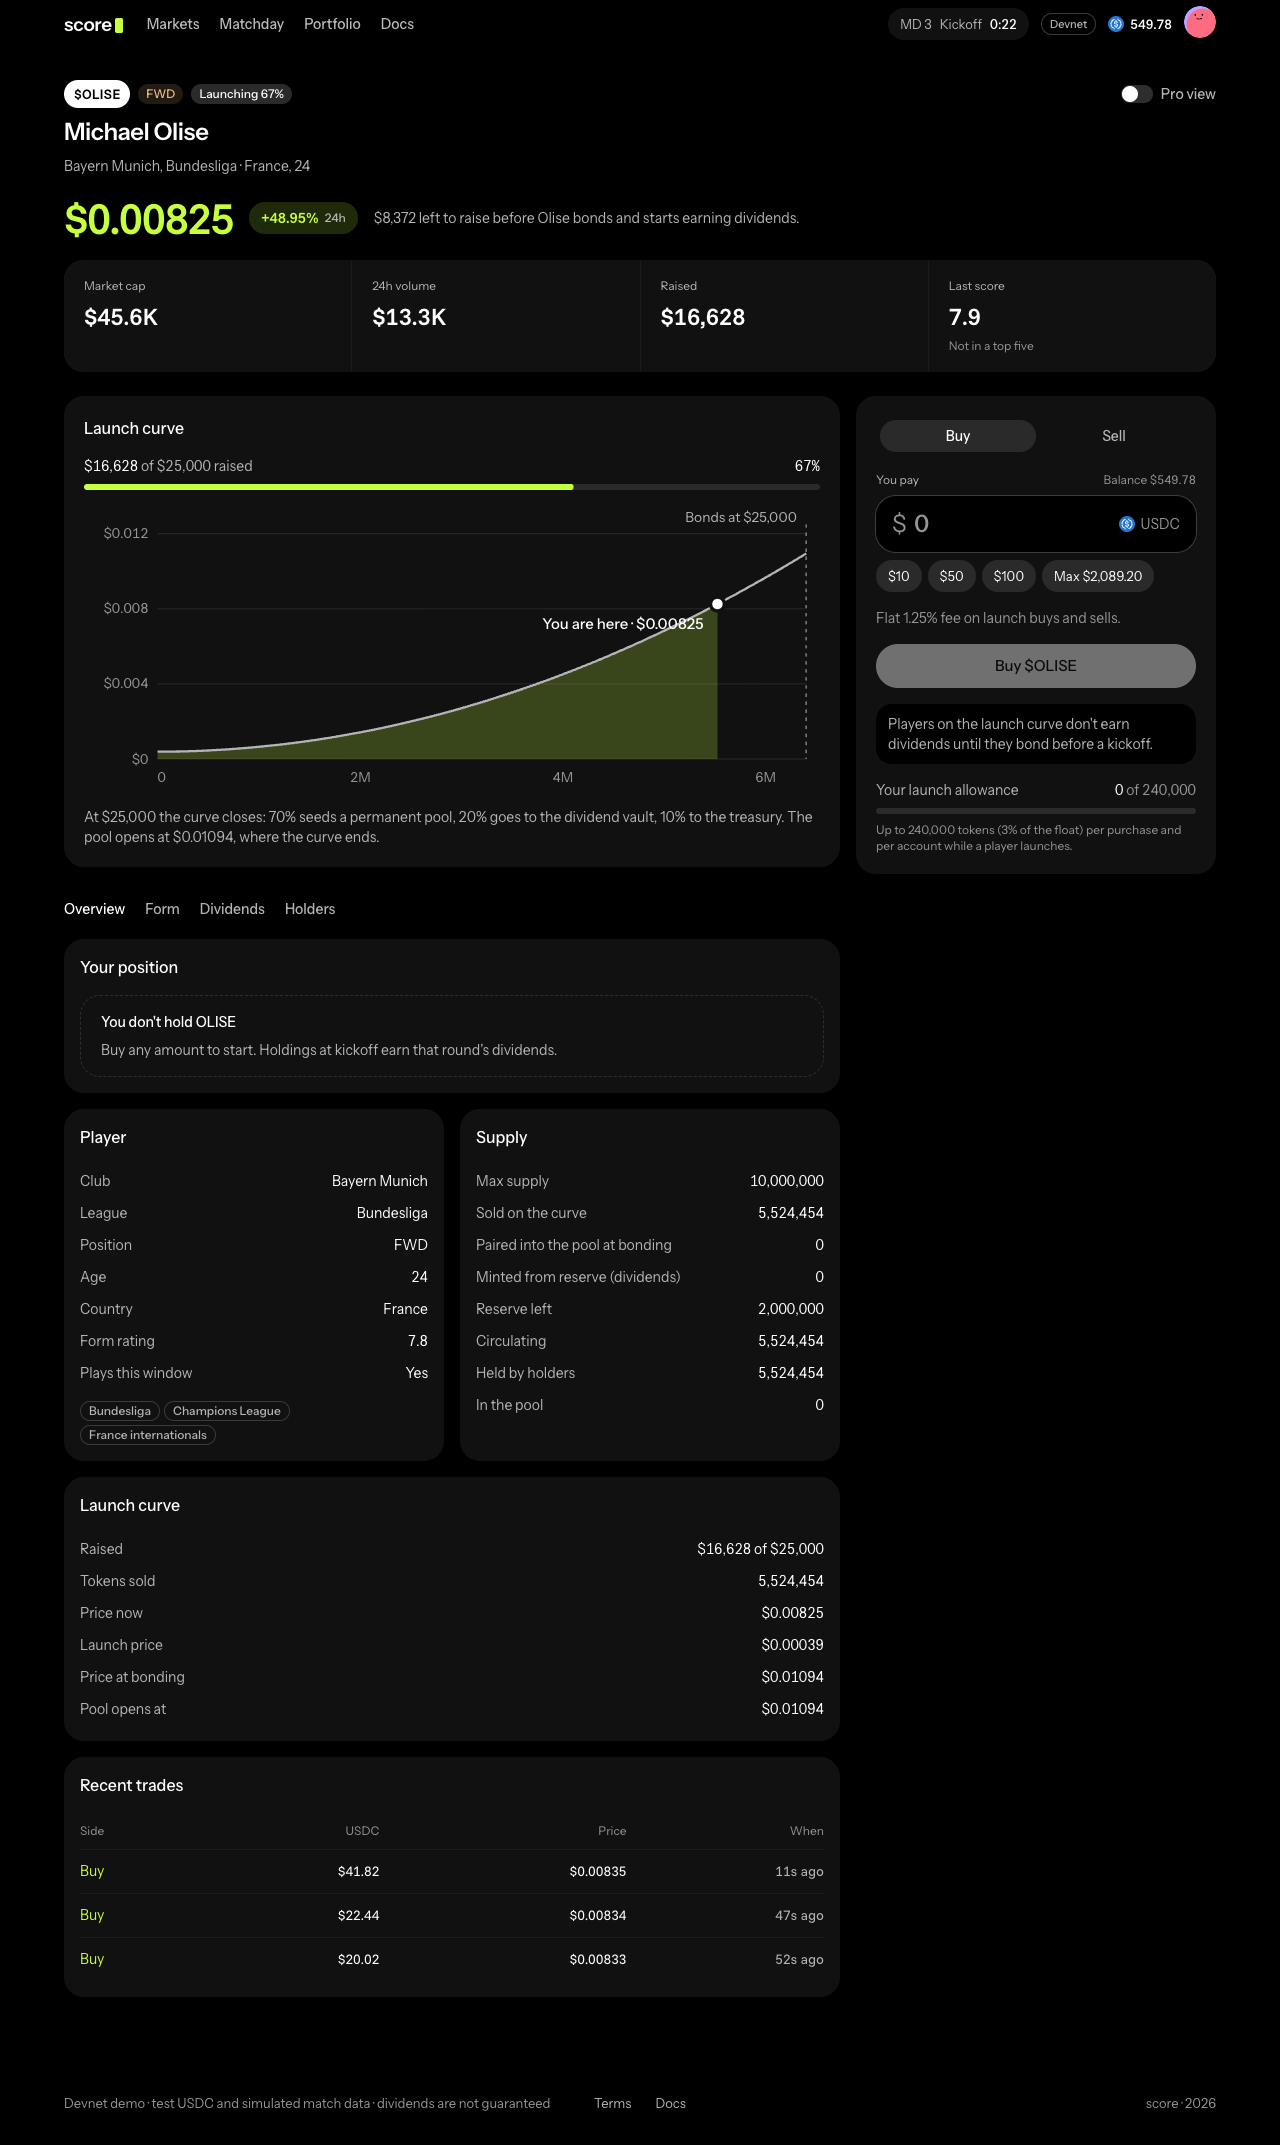 score Markets Matchday Portfolio Docs MD 3 Kickoff 0:22 Devnet 549.78
$OLISE FWD Launching 67% Pro view
Michael Olise
Bayern Munich, Bundesliga · France, 24
$0.00825 +48.95% 24h $8,372 left to raise before Olise bonds and starts earning dividends.
Market cap 24h volume Raised Last score
$45.6K $13.3K $16,628 7.9
Not in a top five
Launch curve
$16,628 of $25,000 raised 67%
Bonds at $25,000
$0.012
$0.008
You are here · $0.00825
$0.004
$0
0 2M 4M 6M
At $25,000 the curve closes: 70% seeds a permanent pool, 20% goes to the dividend vault, 10% to the treasury. The
pool opens at $0.01094, where the curve ends.
Buy Sell
You pay Balance $549.78
$ 0 USDC
$10 $50 $100 Max $2,089.20
Flat 1.25% fee on launch buys and sells.
Buy $OLISE
Players on the launch curve don't earn
dividends until they bond before a kickoff.
Your launch allowance 0 of 240,000
Up to 240,000 tokens (3% of the float) per purchase and
per account while a player launches.
Overview Form Dividends Holders
Your position
You don't hold OLISE
Buy any amount to start. Holdings at kickoff earn that round's dividends.
Player
Club Bayern Munich
League Bundesliga
Position FWD
Age 24
Country France
Form rating 7.8
Plays this window Yes
Bundesliga Champions League
France internationals
Supply
Max supply 10,000,000
Sold on the curve 5,524,454
Paired into the pool at bonding 0
Minted from reserve (dividends) 0
Reserve left 2,000,000
Circulating 5,524,454
Held by holders 5,524,454
In the pool 0
Launch curve
Raised $16,628 of $25,000
Tokens sold 5,524,454
Price now $0.00825
Launch price $0.00039
Price at bonding $0.01094
Pool opens at $0.01094
Recent trades
Side USDC Price When
Buy $41.82 $0.00835 11s ago
Buy $22.44 $0.00834 47s ago
Buy $20.02 $0.00833 52s ago
Devnet demo · test USDC and simulated match data · dividends are not guaranteed Terms Docs score · 2026